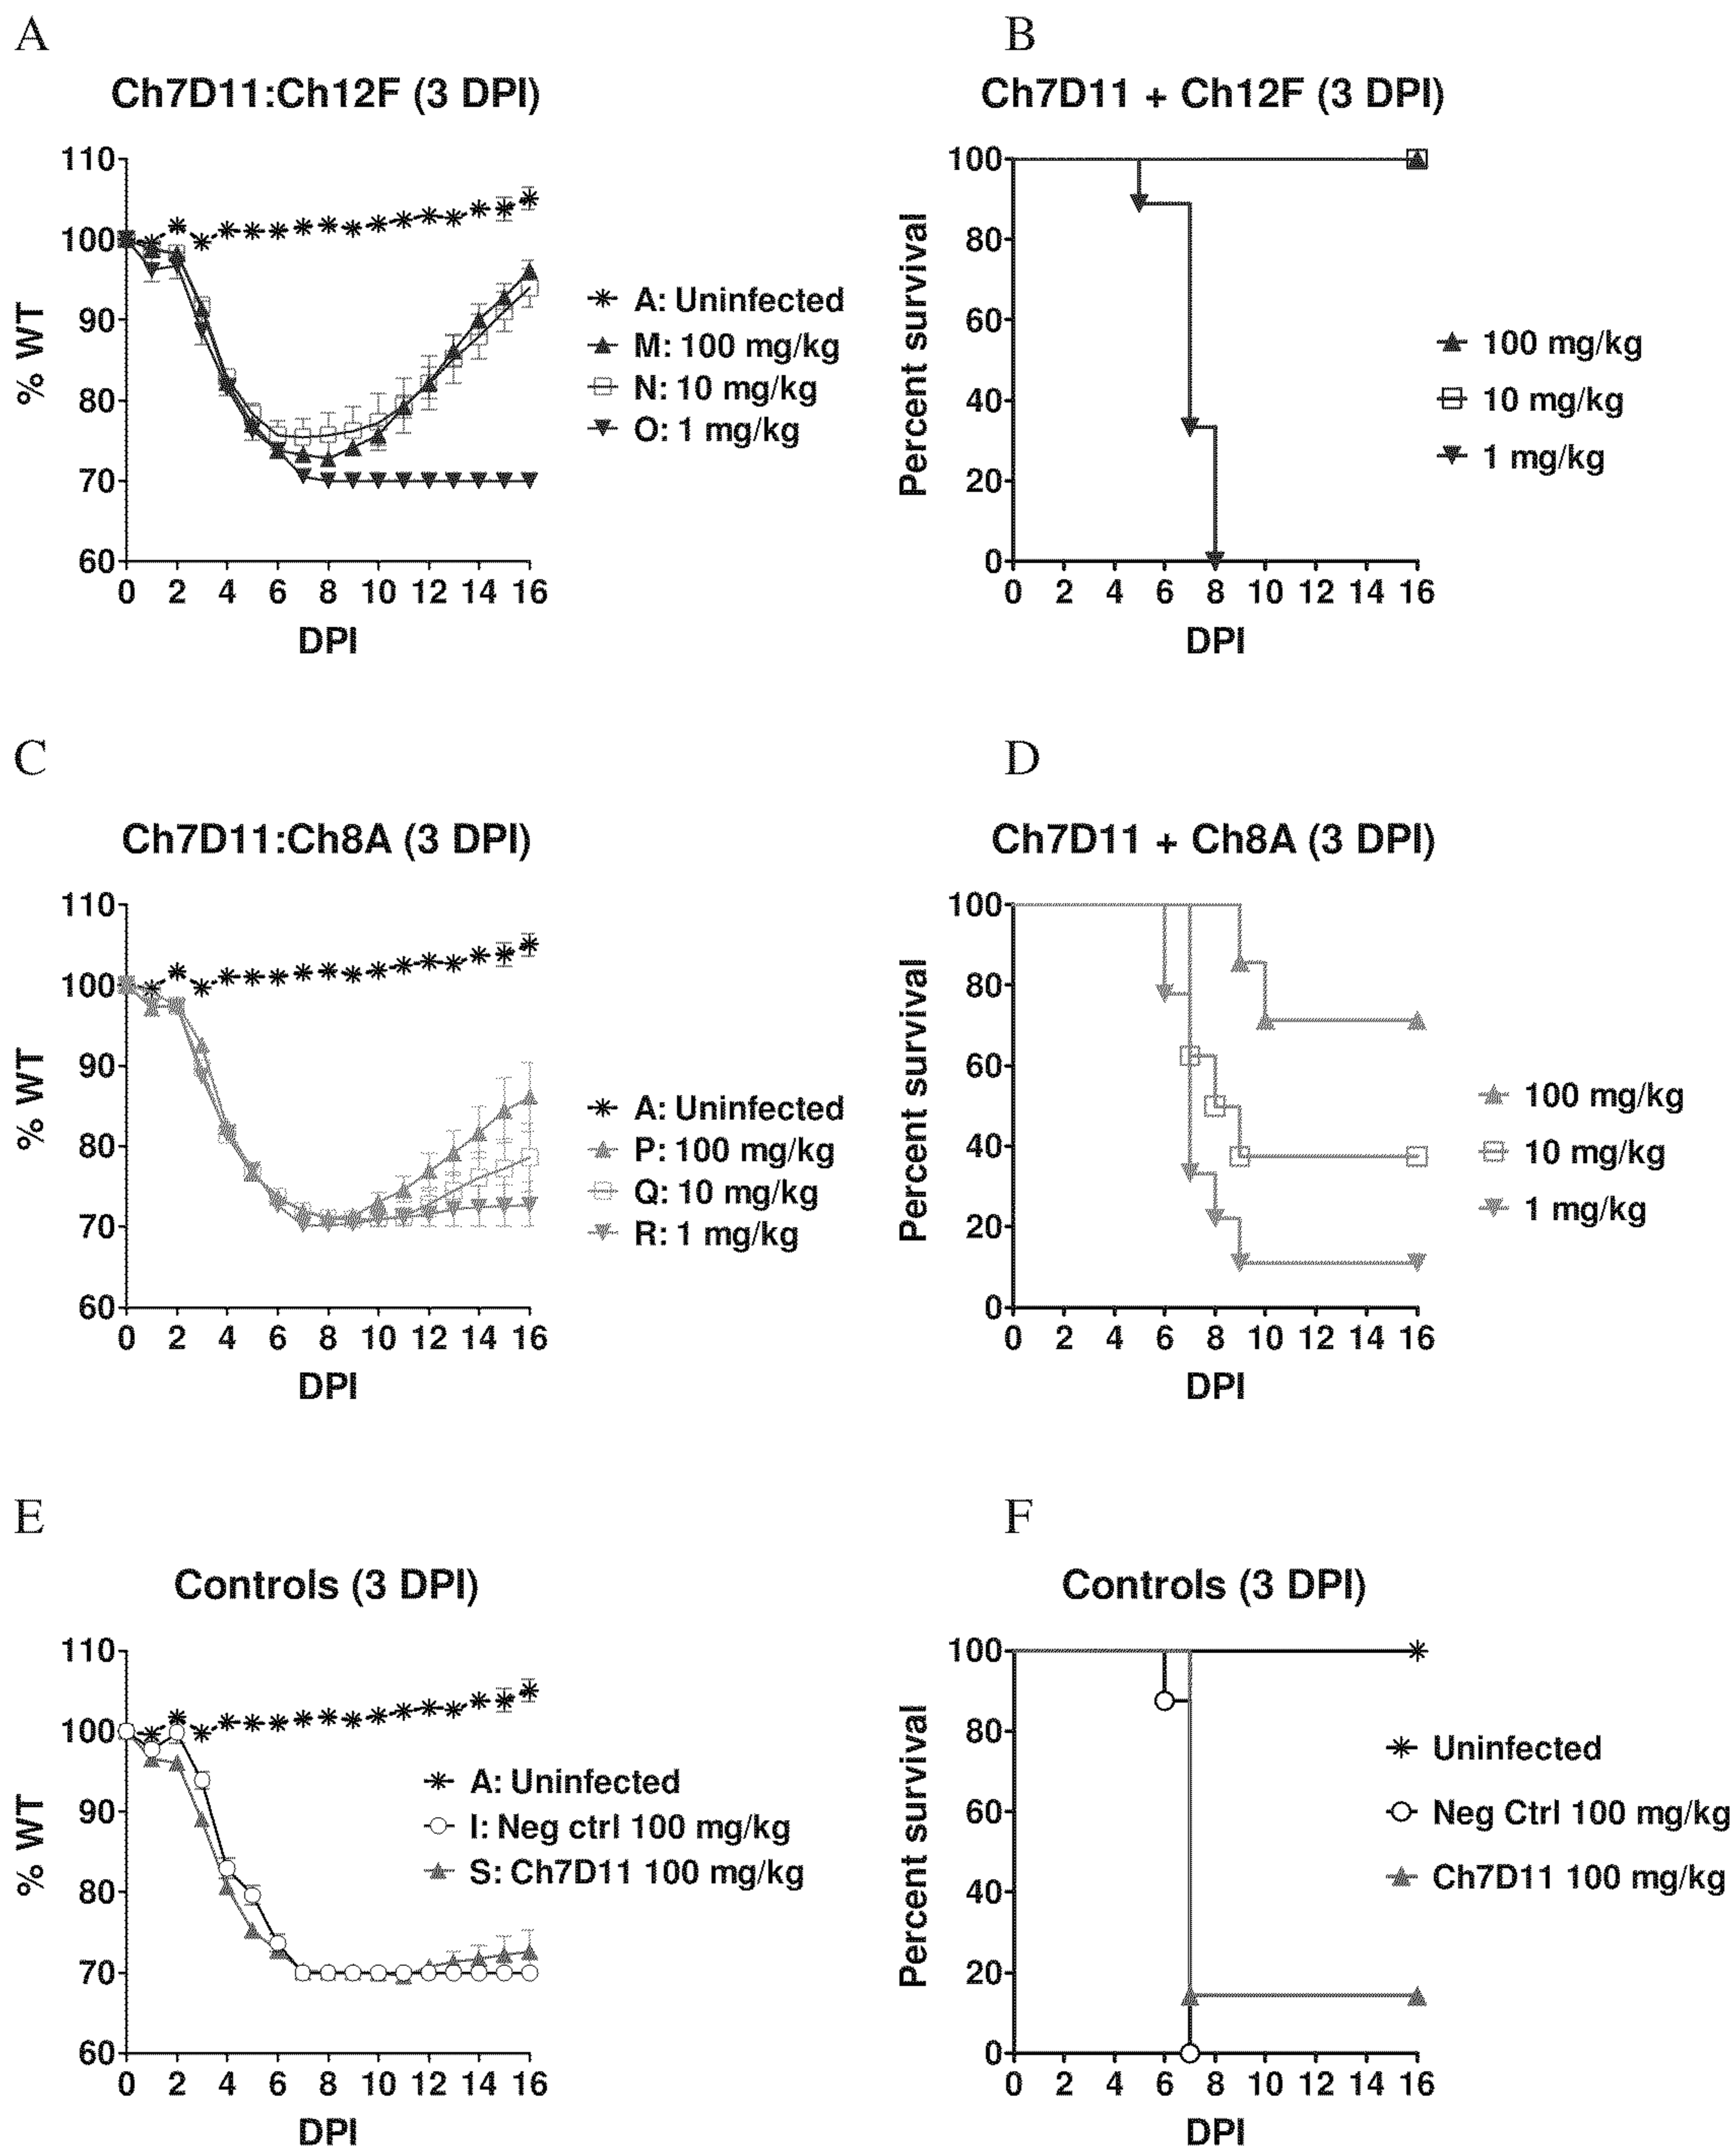 A
Ch7D11:Ch12F (3 DPI)
110
100
90
80
70
60
% WT
0 2 4 6 8 10 12 14 16
DPI
A: Uninfected
M: 100 mg/kg
N: 10 mg/kg
O: 1 mg/kg
B
Ch7D11 + Ch12F (3 DPI)
100
80
60
40
20
0
Percent survival
0 2 4 6 8 10 12 14 16
DPI
100 mg/kg
10 mg/kg
1 mg/kg
C
Ch7D11:Ch8A (3 DPI)
110
100
90
80
70
60
% WT
0 2 4 6 8 10 12 14 16
DPI
A: Uninfected
P: 100 mg/kg
Q: 10 mg/kg
R: 1 mg/kg
D
Ch7D11 + Ch8A (3 DPI)
100
80
60
40
20
0
Percent survival
0 2 4 6 8 10 12 14 16
DPI
100 mg/kg
10 mg/kg
1 mg/kg
E
Controls (3 DPI)
110
100
90
80
70
60
% WT
0 2 4 6 8 10 12 14 16
DPI
A: Uninfected
I: Neg ctrl 100 mg/kg
S: Ch7D11 100 mg/kg
F
Controls (3 DPI)
100
80
60
40
20
0
Percent survival
0 2 4 6 8 10 12 14 16
DPI
Uninfected
Neg Ctrl 100 mg/kg
Ch7D11 100 mg/kg